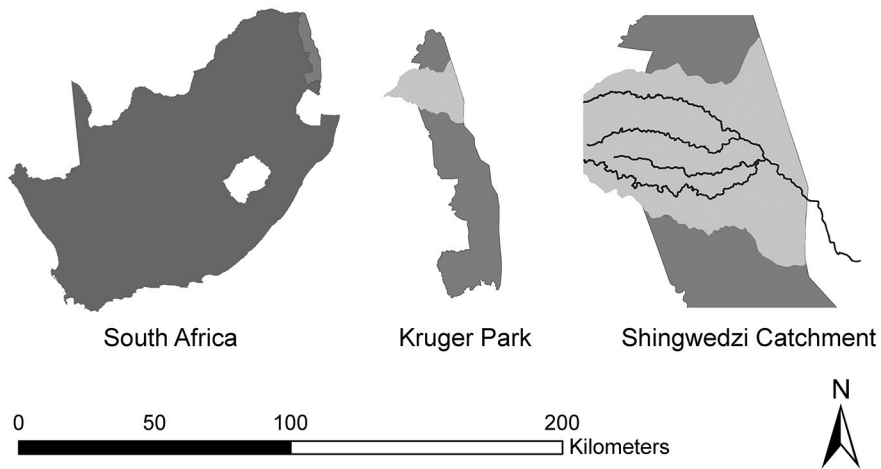 South Africa
Kruger Park
Shingwedzi Catchment
N
0 50 100 200
Kilometers